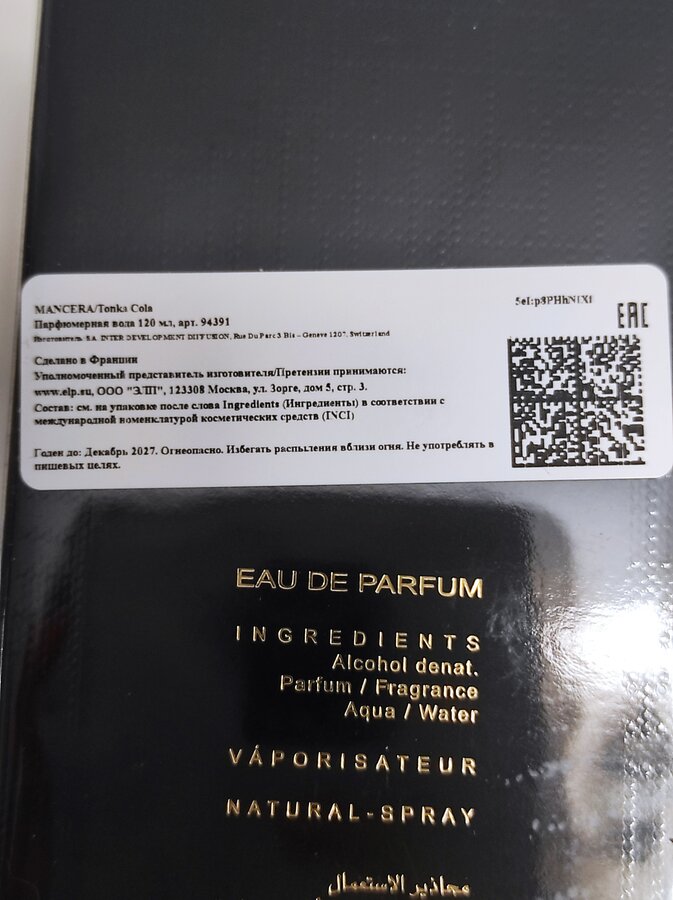 MANCERA/Tonka Cola
Парфюмерная вода 120 мл, арт. 94391
Изготовитель: S.A. INTER DEVELOPMENT DIFFUSION, Rue Du Parc 3 Bis – Geneve 1207, Switzerland
Сделано в Франции
Уполномоченный представитель изготовителя/Претензии принимаются:
www.elp.su, ООО "ЭЛП", 123308 Москва, ул. Зорге, дом 5, стр. 3.
Состав: см. на упаковке после слова Ingredients (Ингредиенты) в соответствии с
международной номенклатурой косметических средств (INCI)
Годен до: Декабрь 2027. Огнеопасно. Избегать распыления вблизи огня. Не употреблять в
пищевых целях.
EAC
EAU DE PARFUM
INGREDIENTS
Alcohol denat.
Parfum / Fragrance
Aqua / Water
VAPORISATEUR
NATURAL-SPRAY
محاذير الاستعمال